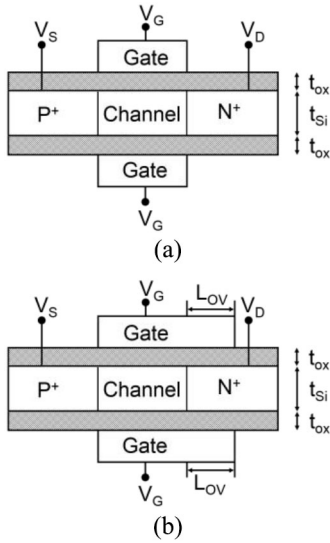 V_G
V_S V_D
Gate
t_ox
P⁺ Channel N⁺ t_Si
t_ox
Gate
V_G
(a)
V_G L_OV
V_S V_D
Gate
t_ox
P⁺ Channel N⁺ t_Si
t_ox
Gate
L_OV
V_G
(b)